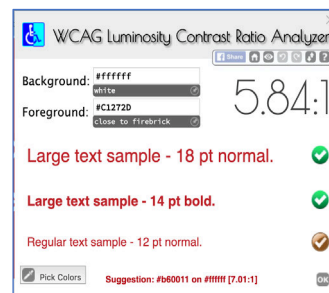 WCAG Luminosity Contrast Ratio Analyzer
Share
?
Background: #ffffff
white
5.84:1
Foreground: #C1272D
close to firebrick
Large text sample - 18 pt normal.
Large text sample - 14 pt bold.
Regular text sample - 12 pt normal.
Pick Colors
Suggestion: #b60011 on #ffffff [7.01:1]
OK